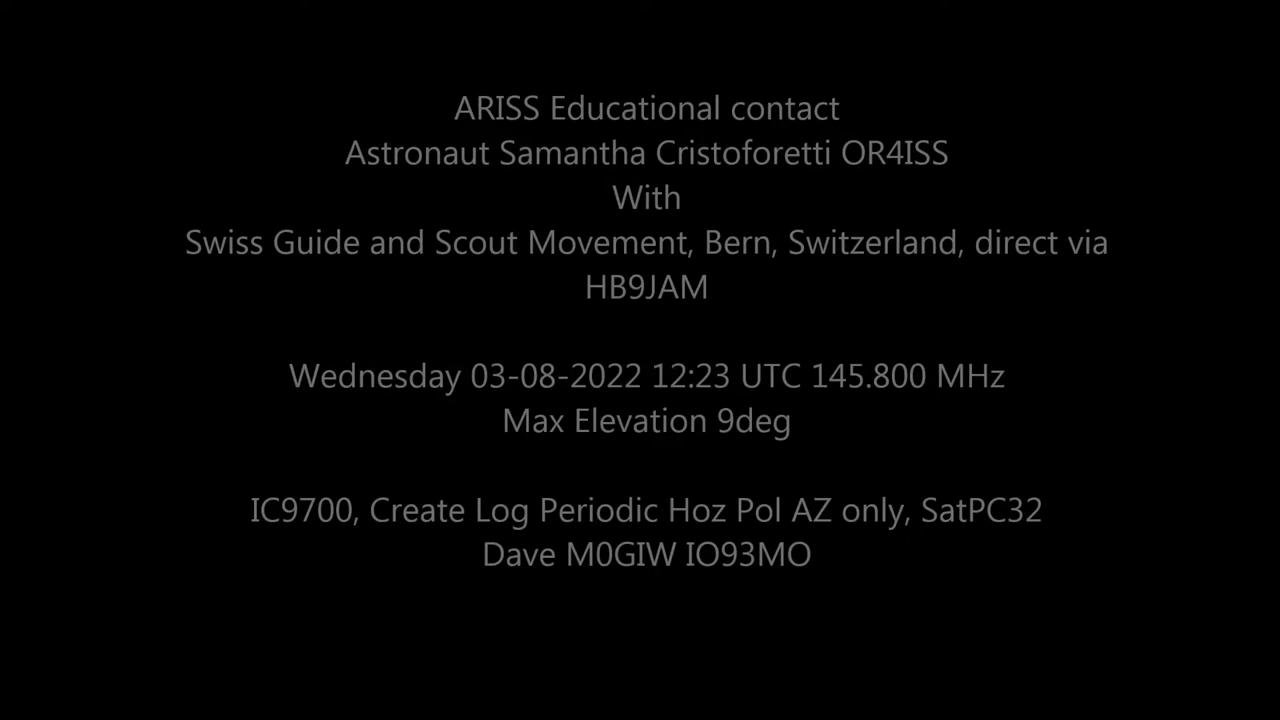 ARISS Educational contact
Astronaut Samantha Cristoforetti OR4ISS
With
Swiss Guide and Scout Movement, Bern, Switzerland, direct via
HB9JAM
Wednesday 03-08-2022 12:23 UTC 145.800 MHz
Max Elevation 9deg
IC9700, Create Log Periodic Hoz Pol AZ only, SatPC32
Dave M0GIW IO93MO